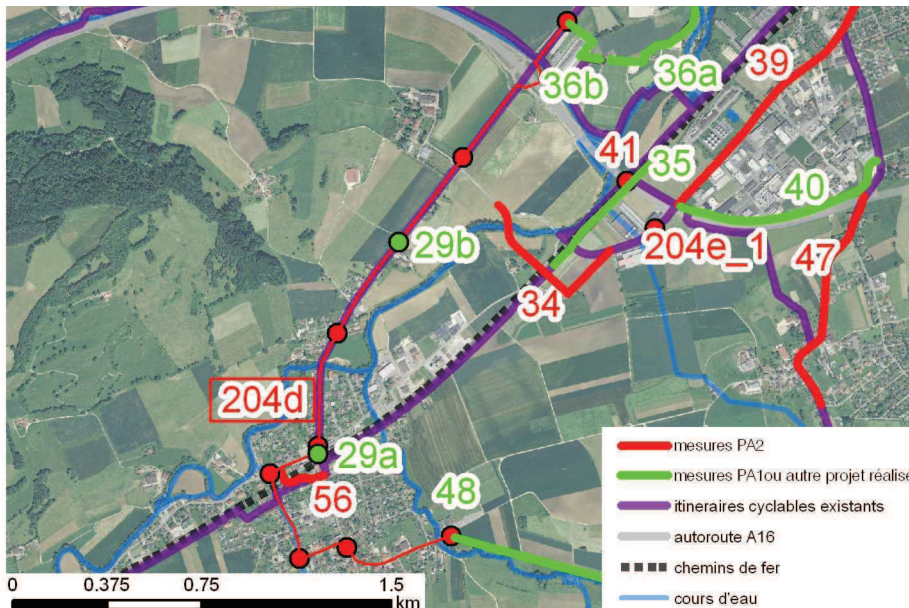 39
36a
36b
41
35
40
29b
204e_1
47
34
204d
29a
56
48
mesures PA2
mesures PA1ou autre projet réalisé
itineraires cyclables existants
autoroute A16
chemins de fer
cours d'eau
0 0.375 0.75 1.5
km